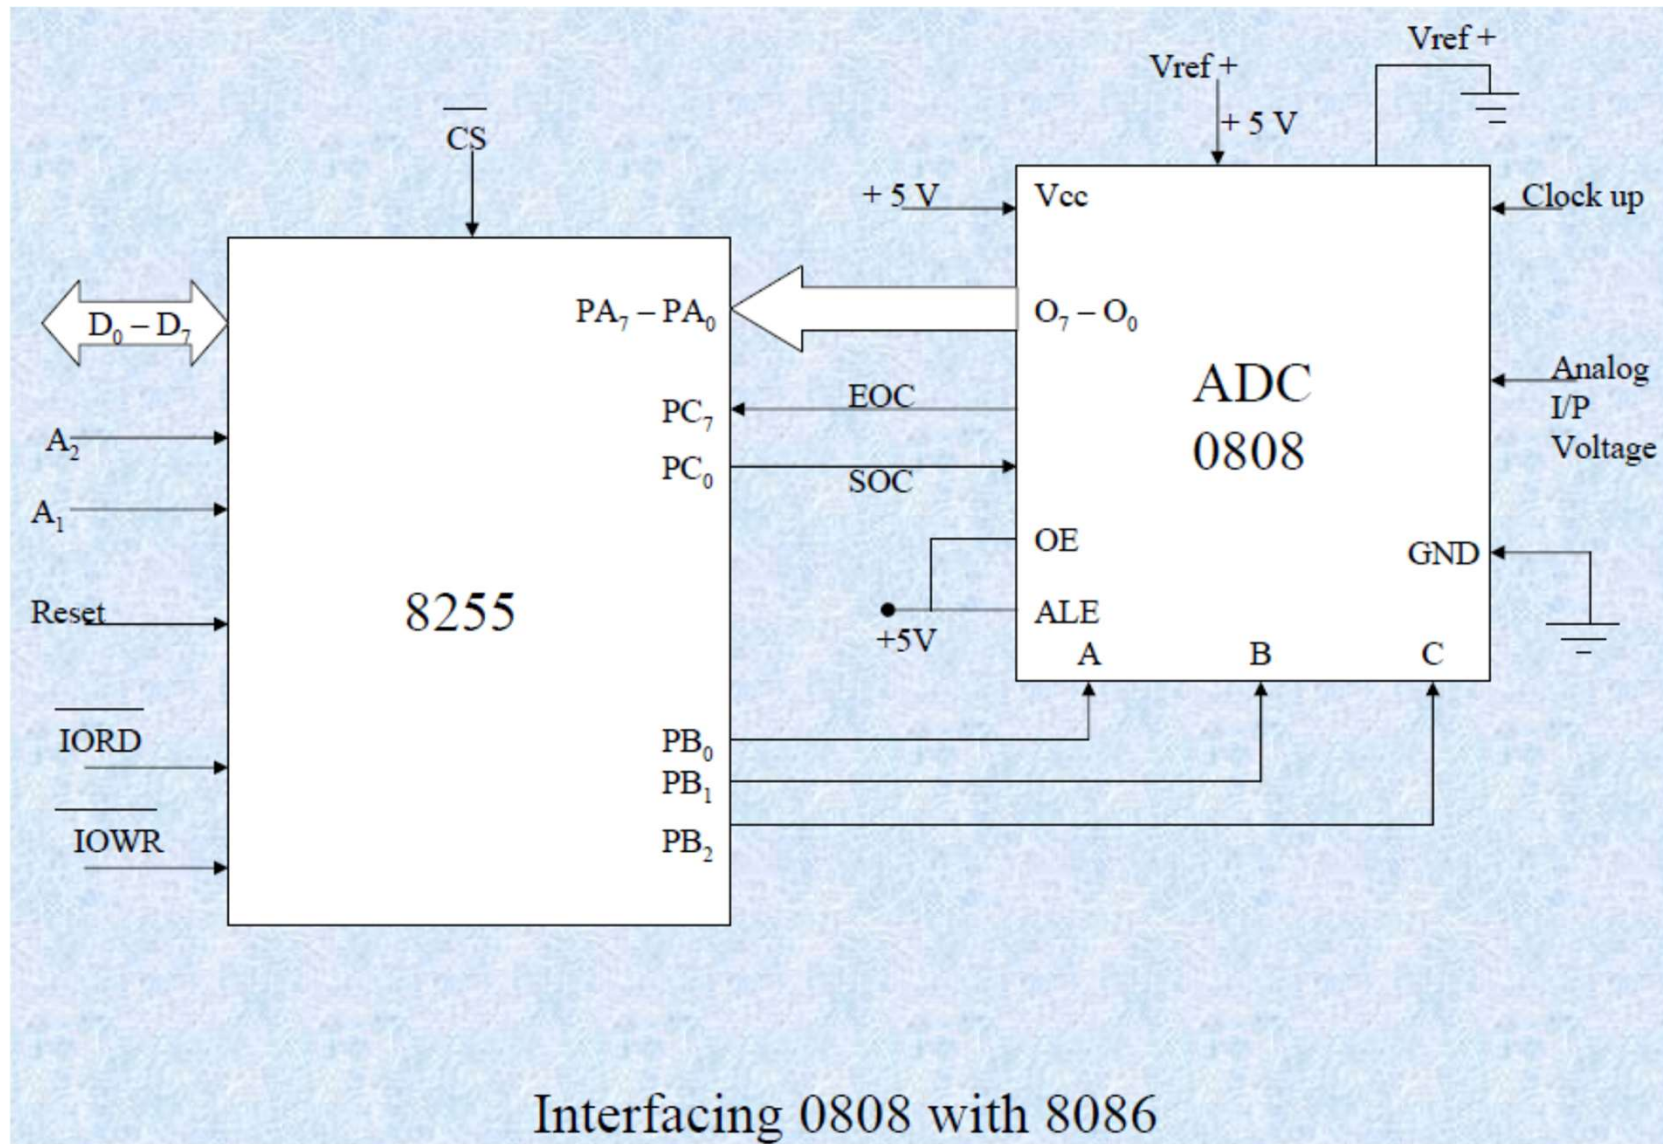 Vref +
Vref +
+ 5 V
CS
+ 5 V
Vcc
Clock up
D0 – D7
PA7 – PA0
O7 – O0
ADC
0808
Analog
I/P
Voltage
PC7
EOC
A2
PC0
SOC
A1
OE
GND
Reset
8255
ALE
+5V
A
B
C
IORD
PB0
PB1
IOWR
PB2
Interfacing 0808 with 8086